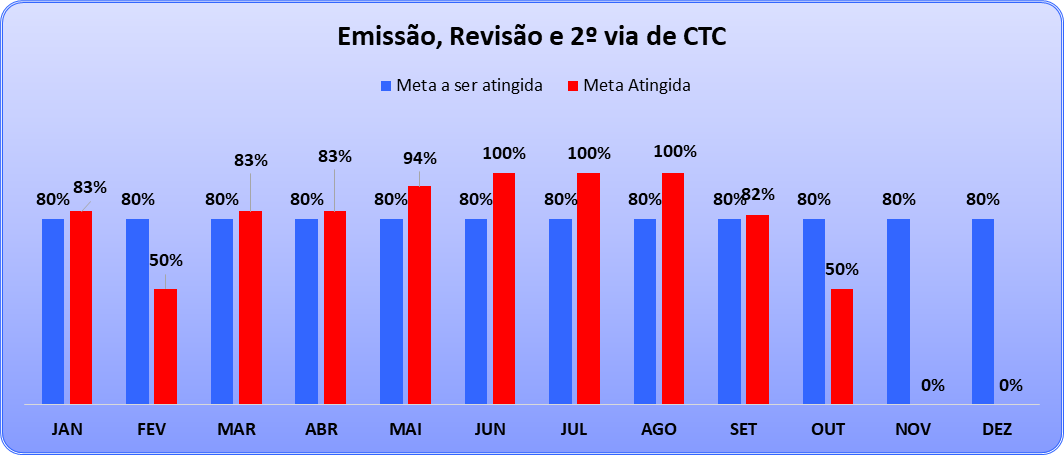 Emissão, Revisão e 2º via de CTC
Meta a ser atingida Meta Atingida
80% 83% 80% 50% 80% 83% 80% 83% 80% 94% 80% 100% 80% 100% 80% 100% 80% 82% 80% 50% 80% 0% 80% 0%
JAN FEV MAR ABR MAI JUN JUL AGO SET OUT NOV DEZ